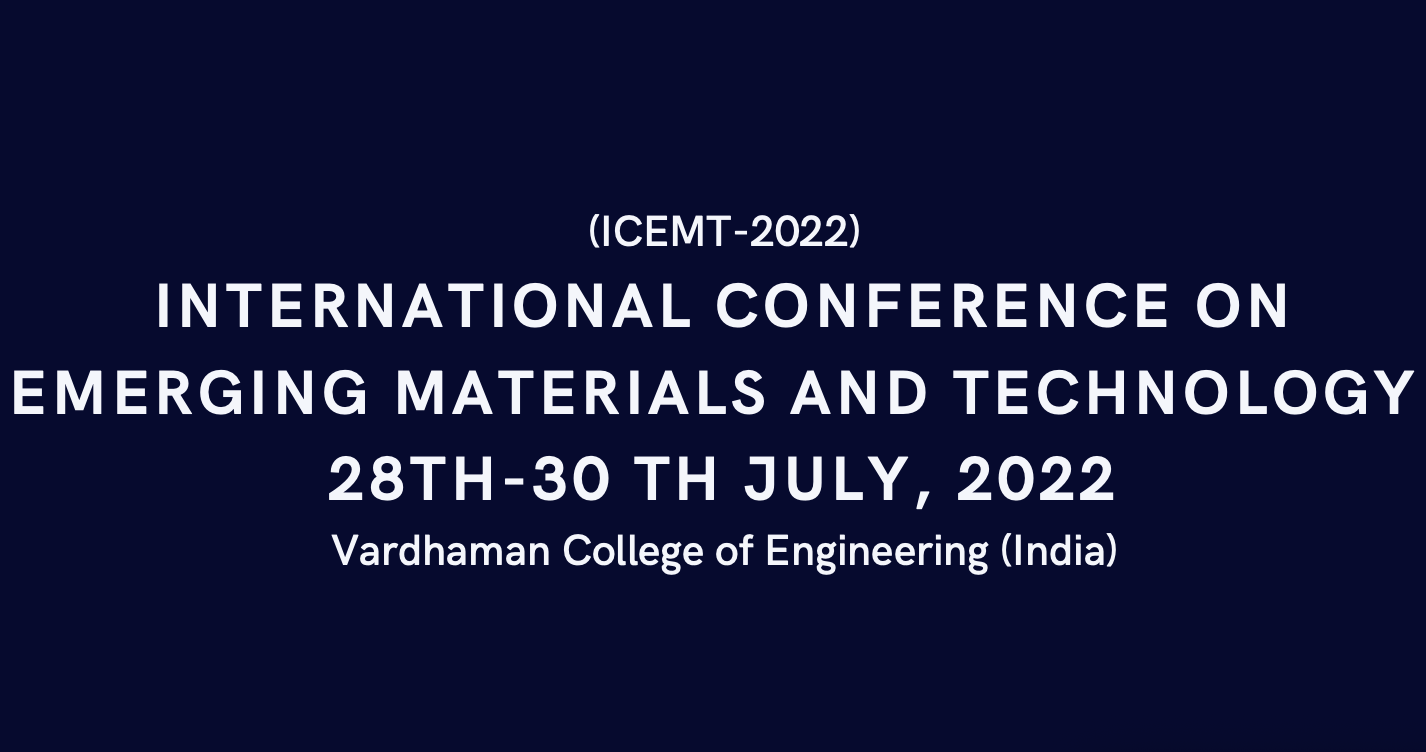 (ICEMT-2022)
INTERNATIONAL CONFERENCE ON
EMERGING MATERIALS AND TECHNOLOGY
28TH-30 TH JULY, 2022
Vardhaman College of Engineering (India)